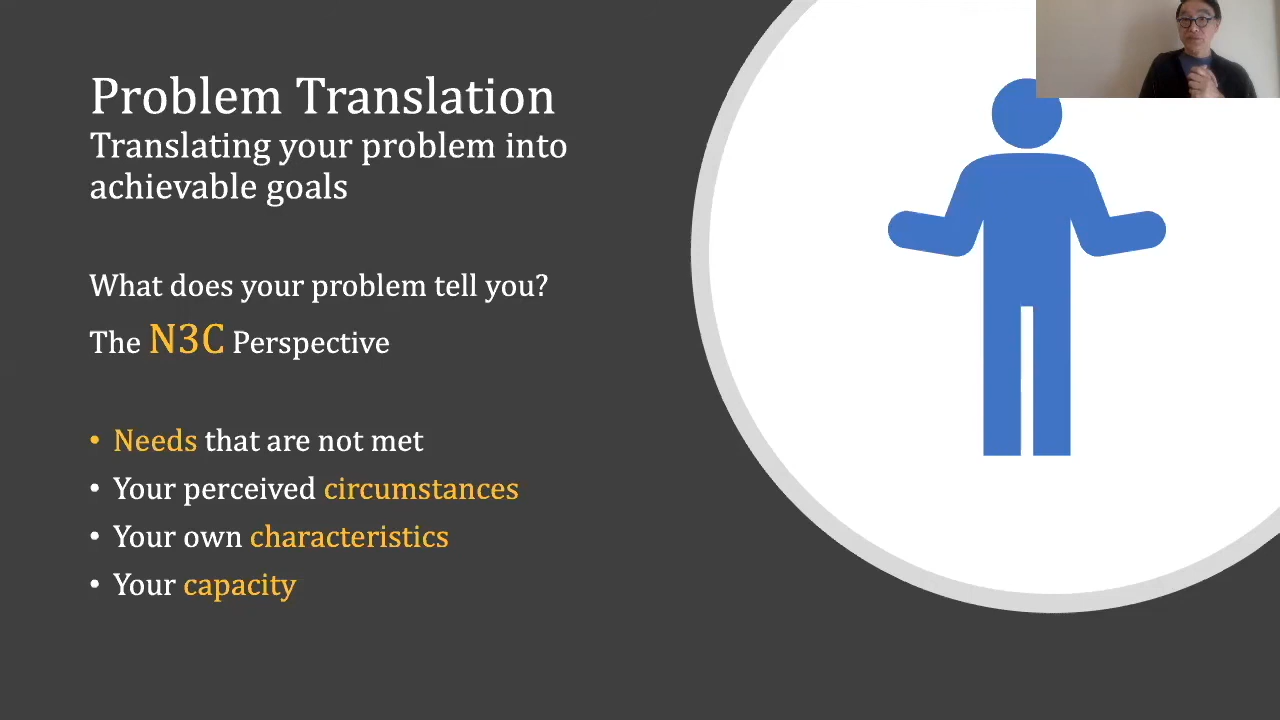 Problem Translation
Translating your problem into
achievable goals
What does your problem tell you?
The N3C Perspective
• Needs that are not met
• Your perceived circumstances
• Your own characteristics
• Your capacity